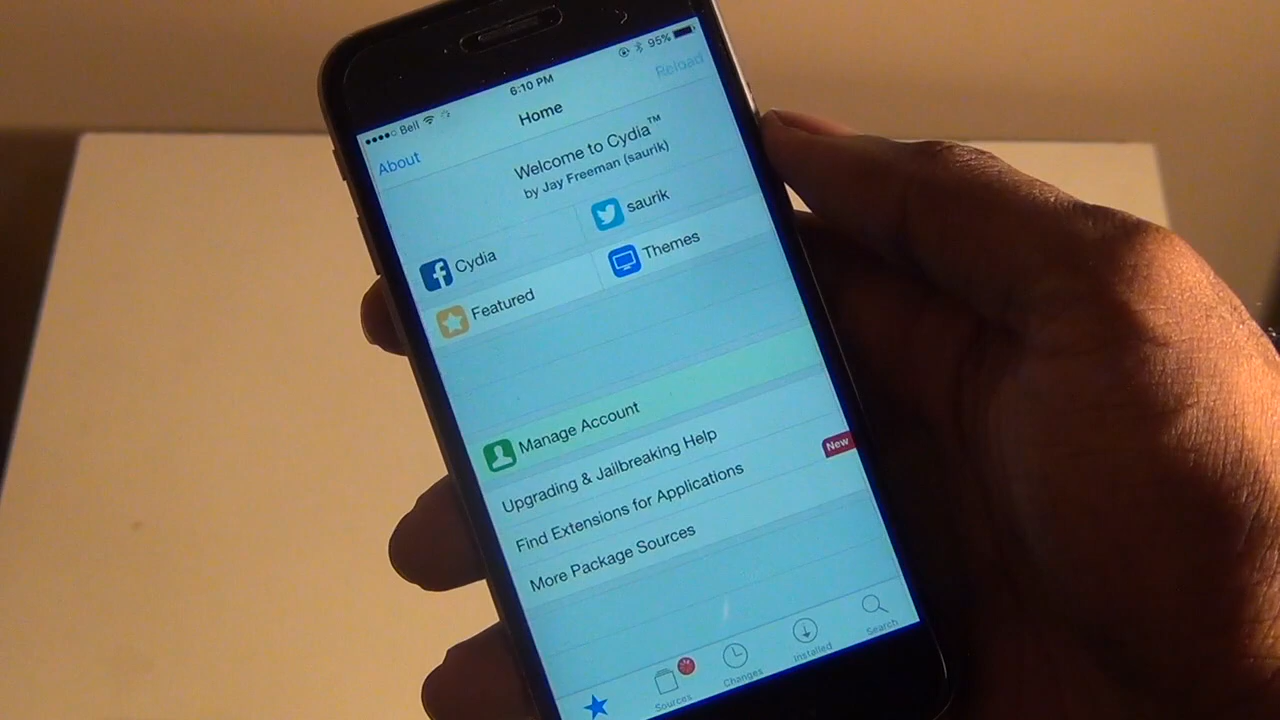 Bell 6:10 PM 95%
About Home Reload
Welcome to Cydia™
by Jay Freeman (saurik)
Cydia saurik
Featured Themes
Manage Account
Upgrading & Jailbreaking Help
Find Extensions for Applications New
More Package Sources
Sources Changes Installed Search